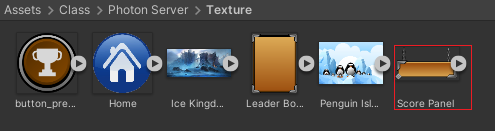 Assets > Class > Photon Server > Texture
button_pre... Home Ice Kingd... Leader Bo... Penguin Isl... Score Panel